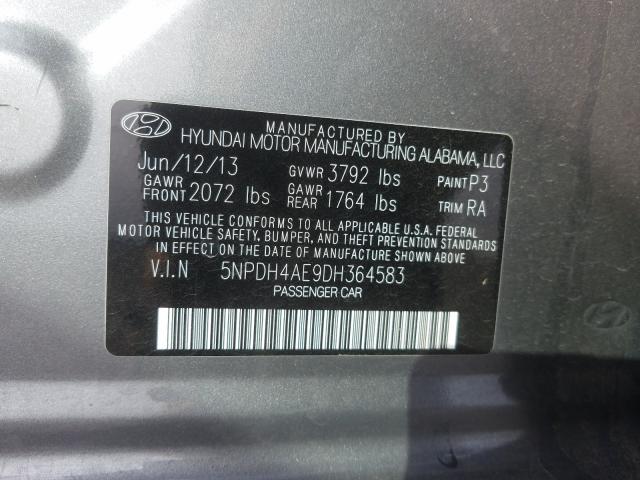 MANUFACTURED BY
HYUNDAI MOTOR MANUFACTURING ALABAMA, LLC
Jun/12/13 GVWR 3792 lbs PAINT P3
GAWR FRONT 2072 lbs GAWR REAR 1764 lbs TRIM RA
THIS VEHICLE CONFORMS TO ALL APPLICABLE U.S.A. FEDERAL
MOTOR VEHICLE SAFETY, BUMPER, AND THEFT PREVENTION STANDARDS
IN EFFECT ON THE DATE OF MANUFACTURE SHOWN ABOVE.
V.I.N 5NPDH4AE9DH364583
PASSENGER CAR